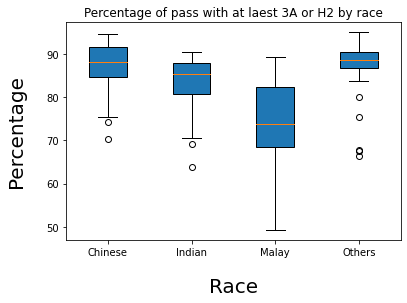 Percentage of pass with at laest 3A or H2 by race
Percentage
90
80
70
60
50
Chinese Indian Malay Others
Race